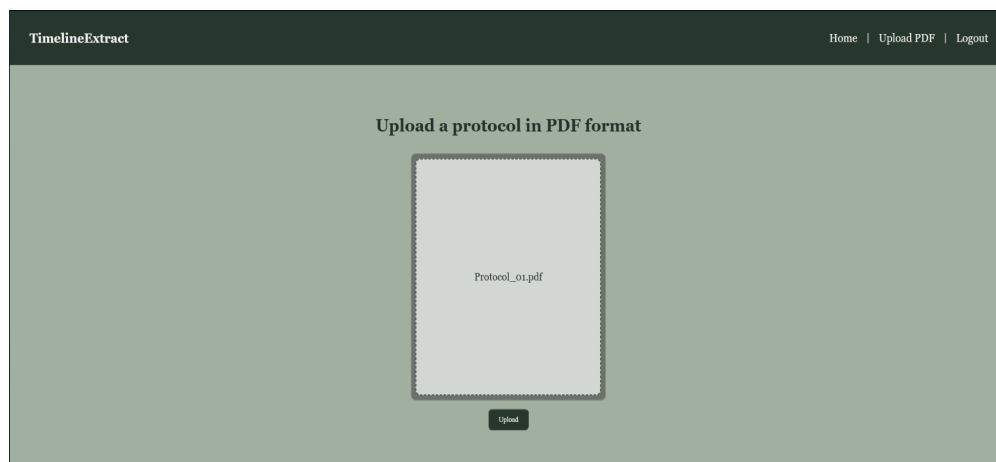 TimelineExtract
Home | Upload PDF | Logout
Upload a protocol in PDF format
Protocol_01.pdf
Upload